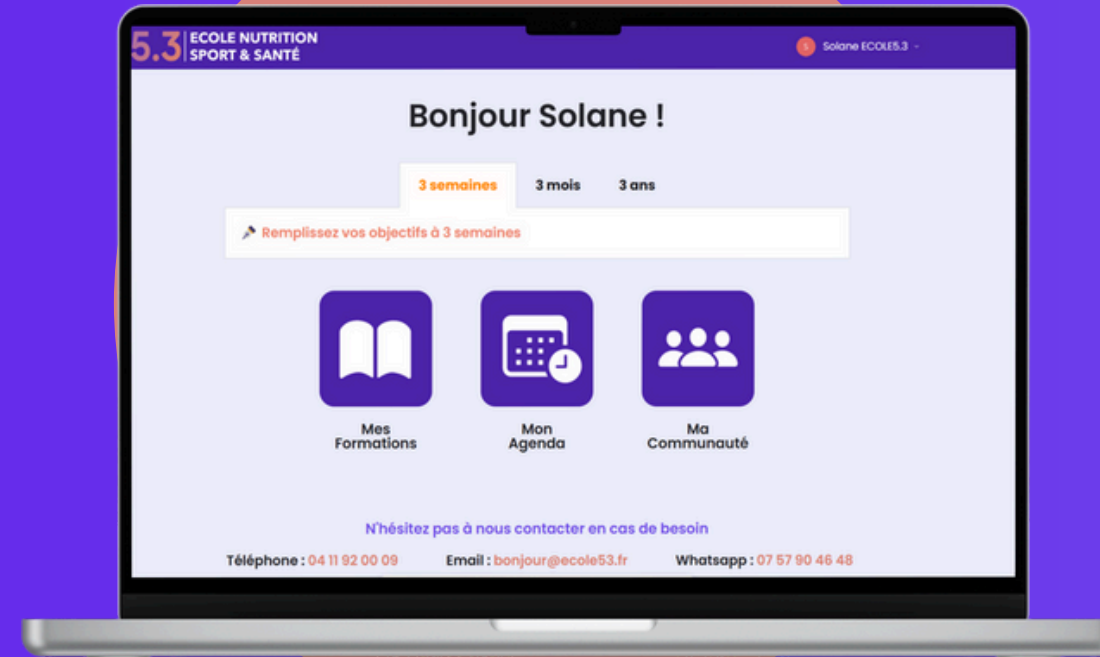 5.3 ECOLE NUTRITION
SPORT & SANTÉ
S Solane ECOLE5.3
Bonjour Solane !
3 semaines 3 mois 3 ans
Remplissez vos objectifs à 3 semaines
Mes
Formations
Mon
Agenda
Ma
Communauté
N'hésitez pas à nous contacter en cas de besoin
Téléphone : 04 11 92 00 09 Email : bonjour@ecole53.fr Whatsapp : 07 57 90 46 48